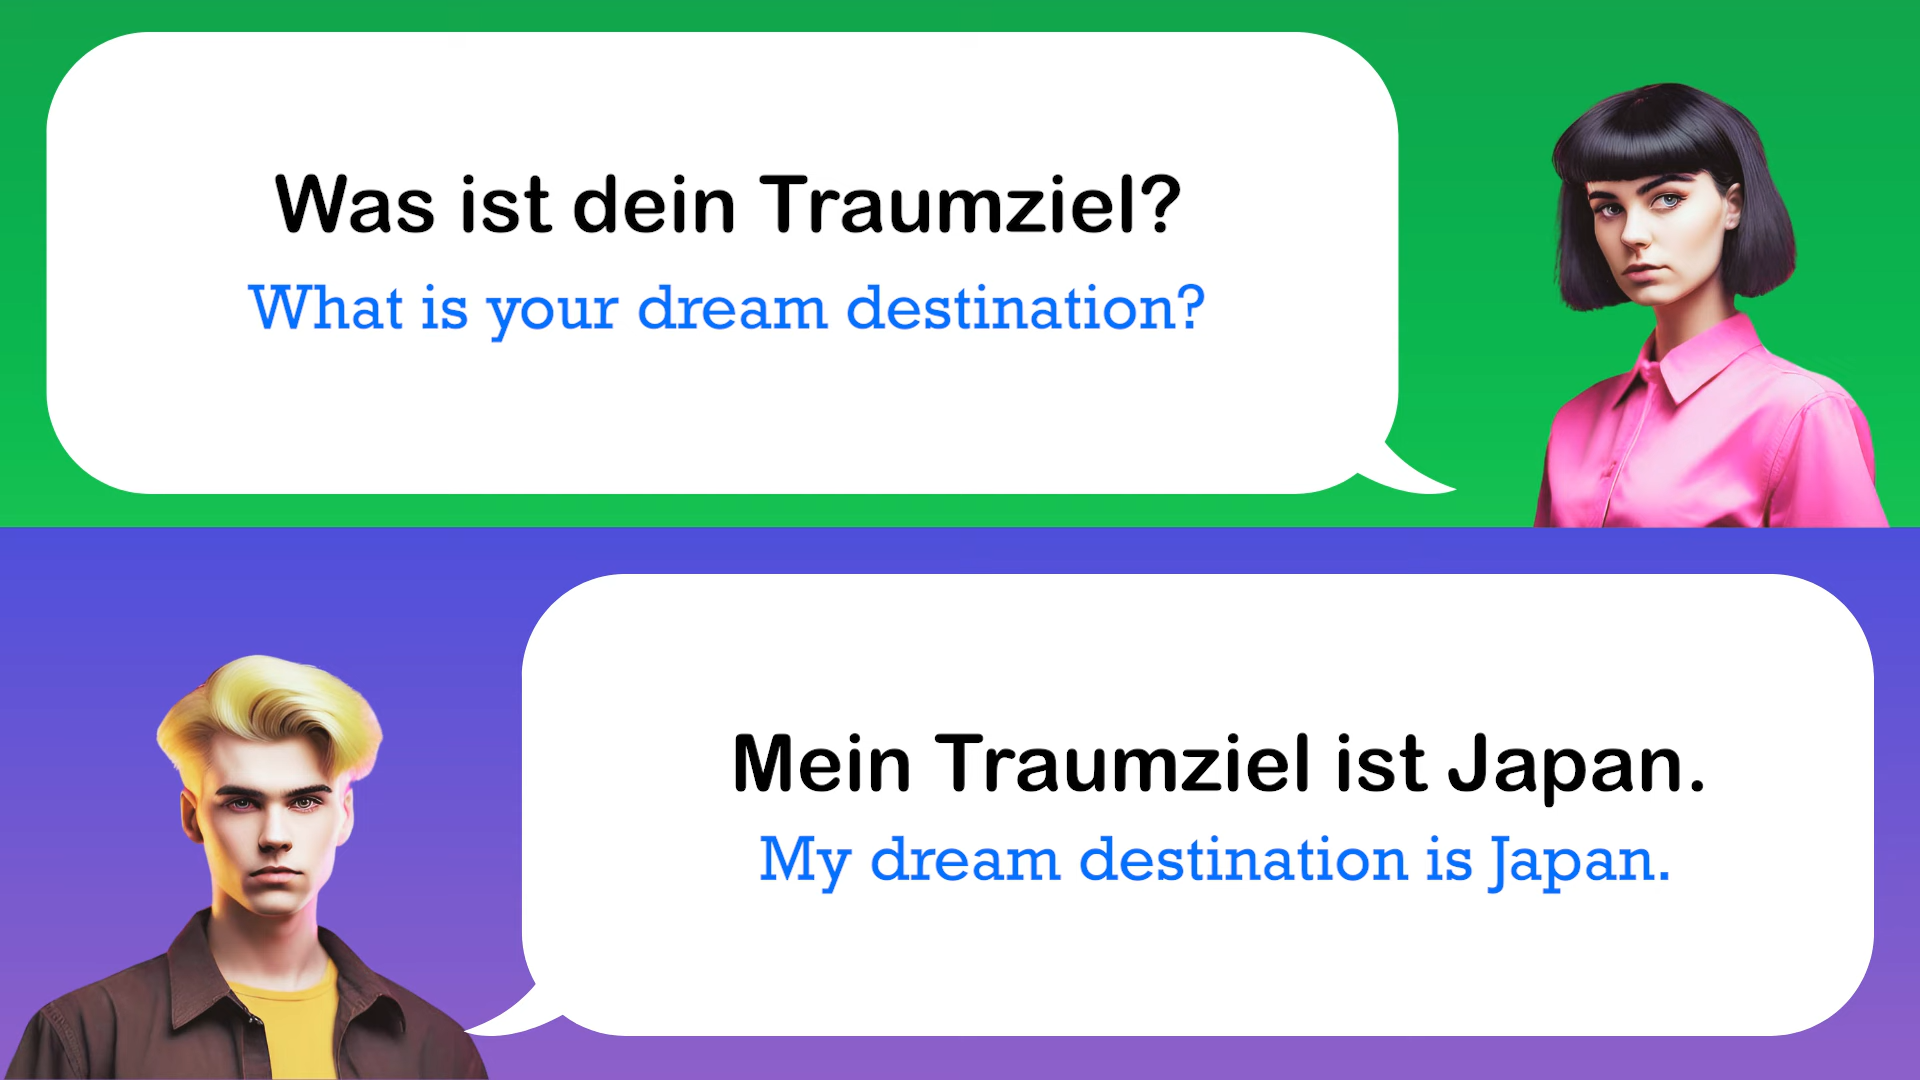 Was ist dein Traumziel?
What is your dream destination?
Mein Traumziel ist Japan.
My dream destination is Japan.